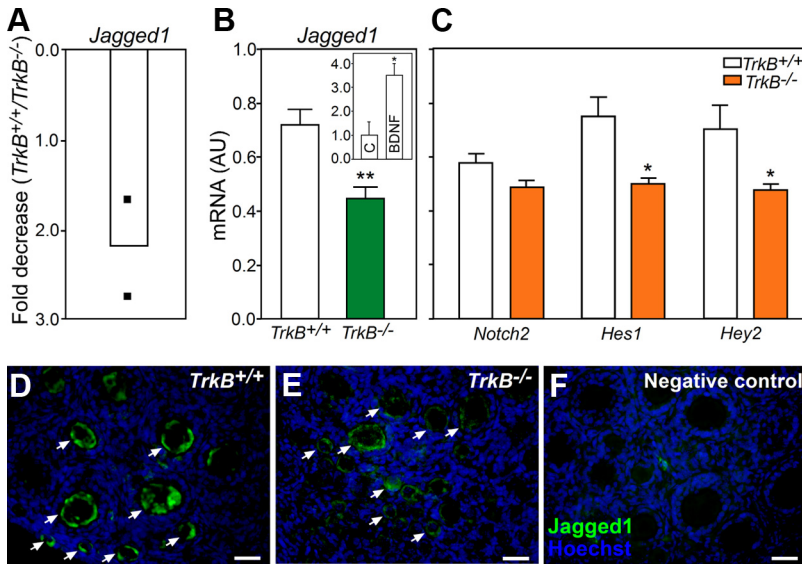 A
Jagged1
Fold decrease (TrkB+/+/TrkB-/-)
0.0
1.0
2.0
3.0
B
Jagged1
mRNA (AU)
1.0
0.8
0.6
0.4
0.2
0.0
4.0
3.0
2.0
1.0
0.0
C
BDNF
*
**
TrkB+/+
TrkB-/-
C
TrkB+/+
TrkB-/-
*
*
Notch2
Hes1
Hey2
D
TrkB+/+
E
TrkB-/-
F
Negative control
Jagged1
Hoechst